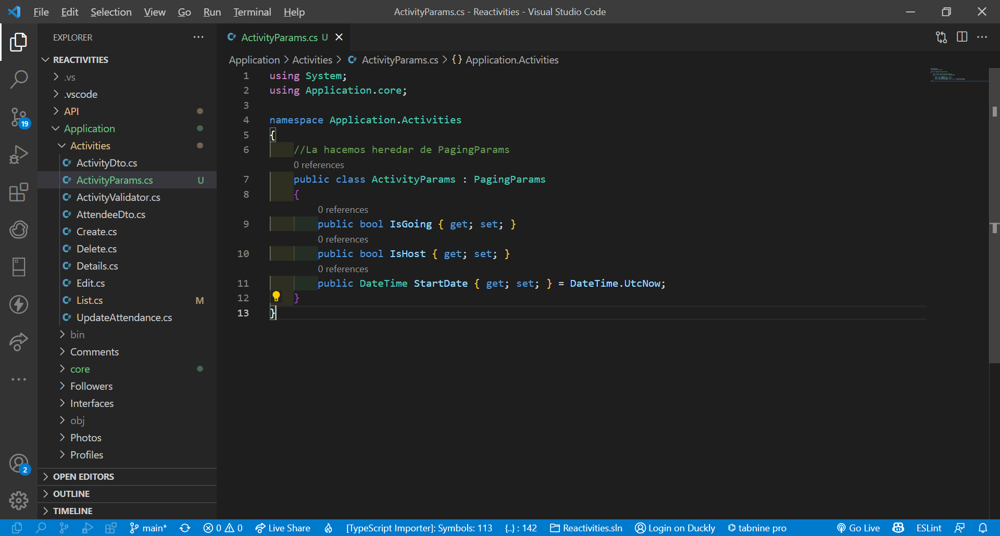 File Edit Selection View Go Run Terminal Help ActivityParams.cs - Reactivities - Visual Studio Code
EXPLORER
REACTIVITIES
.vs
.vscode
API
Application
Activities
ActivityDto.cs
ActivityParams.cs U
ActivityValidator.cs
AttendeeDto.cs
Create.cs
Delete.cs
Details.cs
Edit.cs
List.cs M
UpdateAttendance.cs
bin
Comments
core
Followers
Interfaces
obj
Photos
Profiles
OPEN EDITORS
OUTLINE
TIMELINE
19
2
ActivityParams.cs U
Application > Activities > ActivityParams.cs > {} Application.Activities
1 using System;
2 using Application.core;
3
4 namespace Application.Activities
5 {
6 //La hacemos heredar de PagingParams
0 references
7 public class ActivityParams : PagingParams
8 {
0 references
9 public bool IsGoing { get; set; }
0 references
10 public bool IsHost { get; set; }
0 references
11 public DateTime StartDate { get; set; } = DateTime.UtcNow;
12 }
13 }
main* 0 0 Live Share [TypeScript Importer]: Symbols: 113 {..} : 142 Reactivities.sln Login on Duckly tabnine pro Go Live ESLint